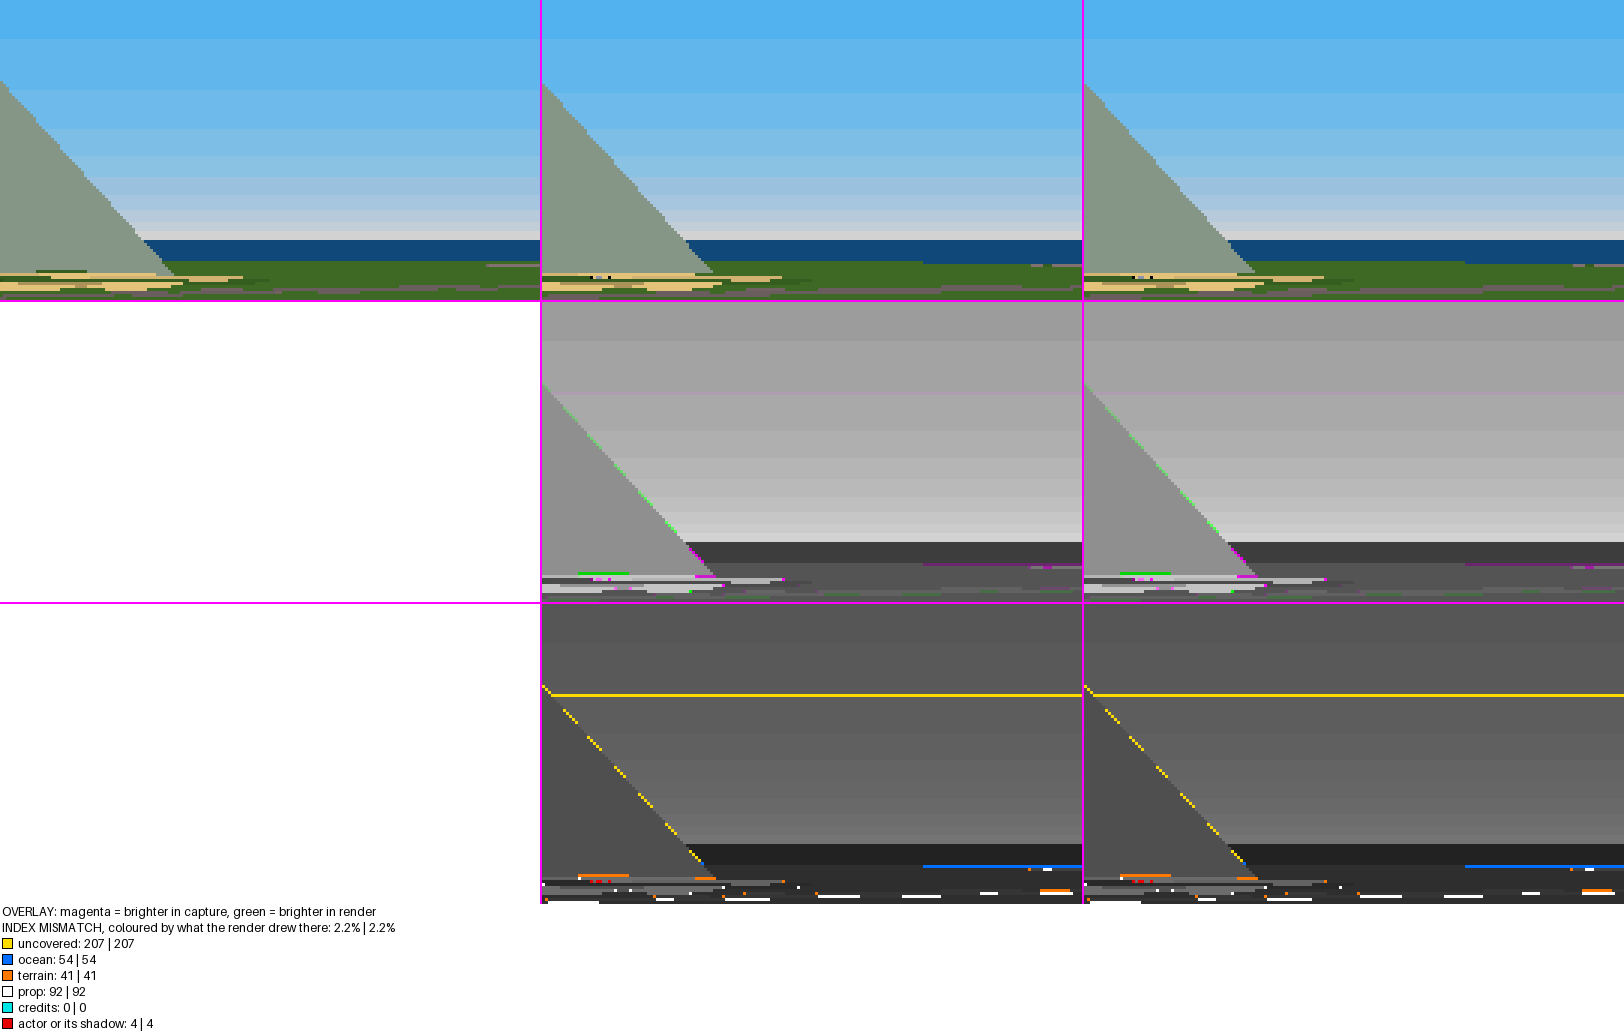 OVERLAY: magenta = brighter in capture, green = brighter in render
INDEX MISMATCH, coloured by what the render drew there: 2.2% | 2.2%
uncovered: 207 | 207
ocean: 54 | 54
terrain: 41 | 41
prop: 92 | 92
credits: 0 | 0
actor or its shadow: 4 | 4